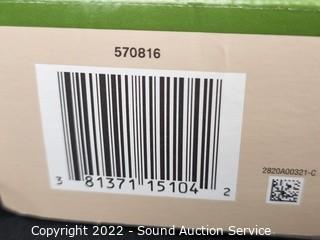 570816
3 81371 15104 2
2820A00321-C
Copyright © 2022 - Sound Auction Service